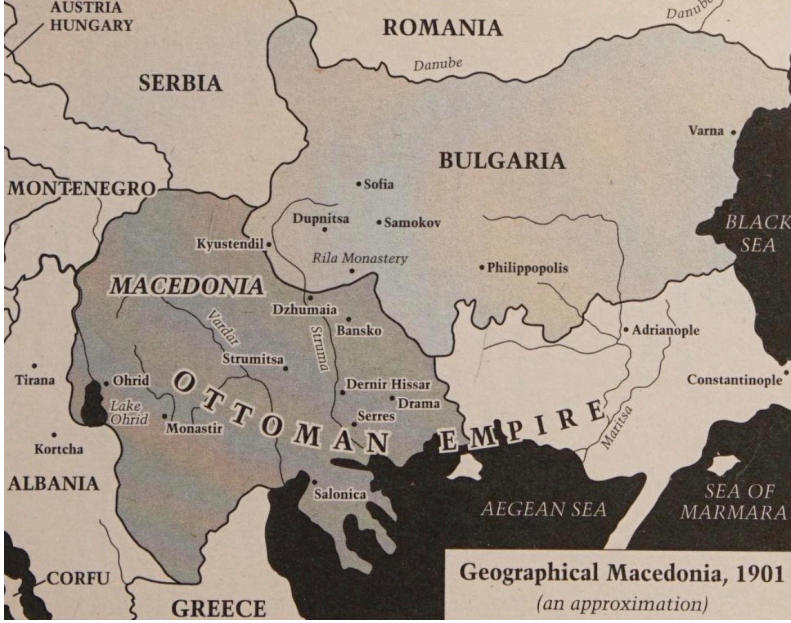 AUSTRIA
HUNGARY
ROMANIA
Danube
Danube
SERBIA
Varna
BULGARIA
Sofia
MONTENEGRO
Dupnitsa
Samokov
BLACK
SEA
Kyustendil
Rila Monastery
Philippopolis
MACEDONIA
Dzhumaia
Bansko
Vardar
Struma
Adrianople
Strumitsa
Tirana
Ohrid
Dernir Hissar
Constantinople
Drama
Lake
Ohrid
Serres
Monastir
OTTOMAN EMPIRE
Maritsa
Kortcha
ALBANIA
Salonica
AEGEAN SEA
SEA OF
MARMARA
CORFU
GREECE
Geographical Macedonia, 1901
(an approximation)